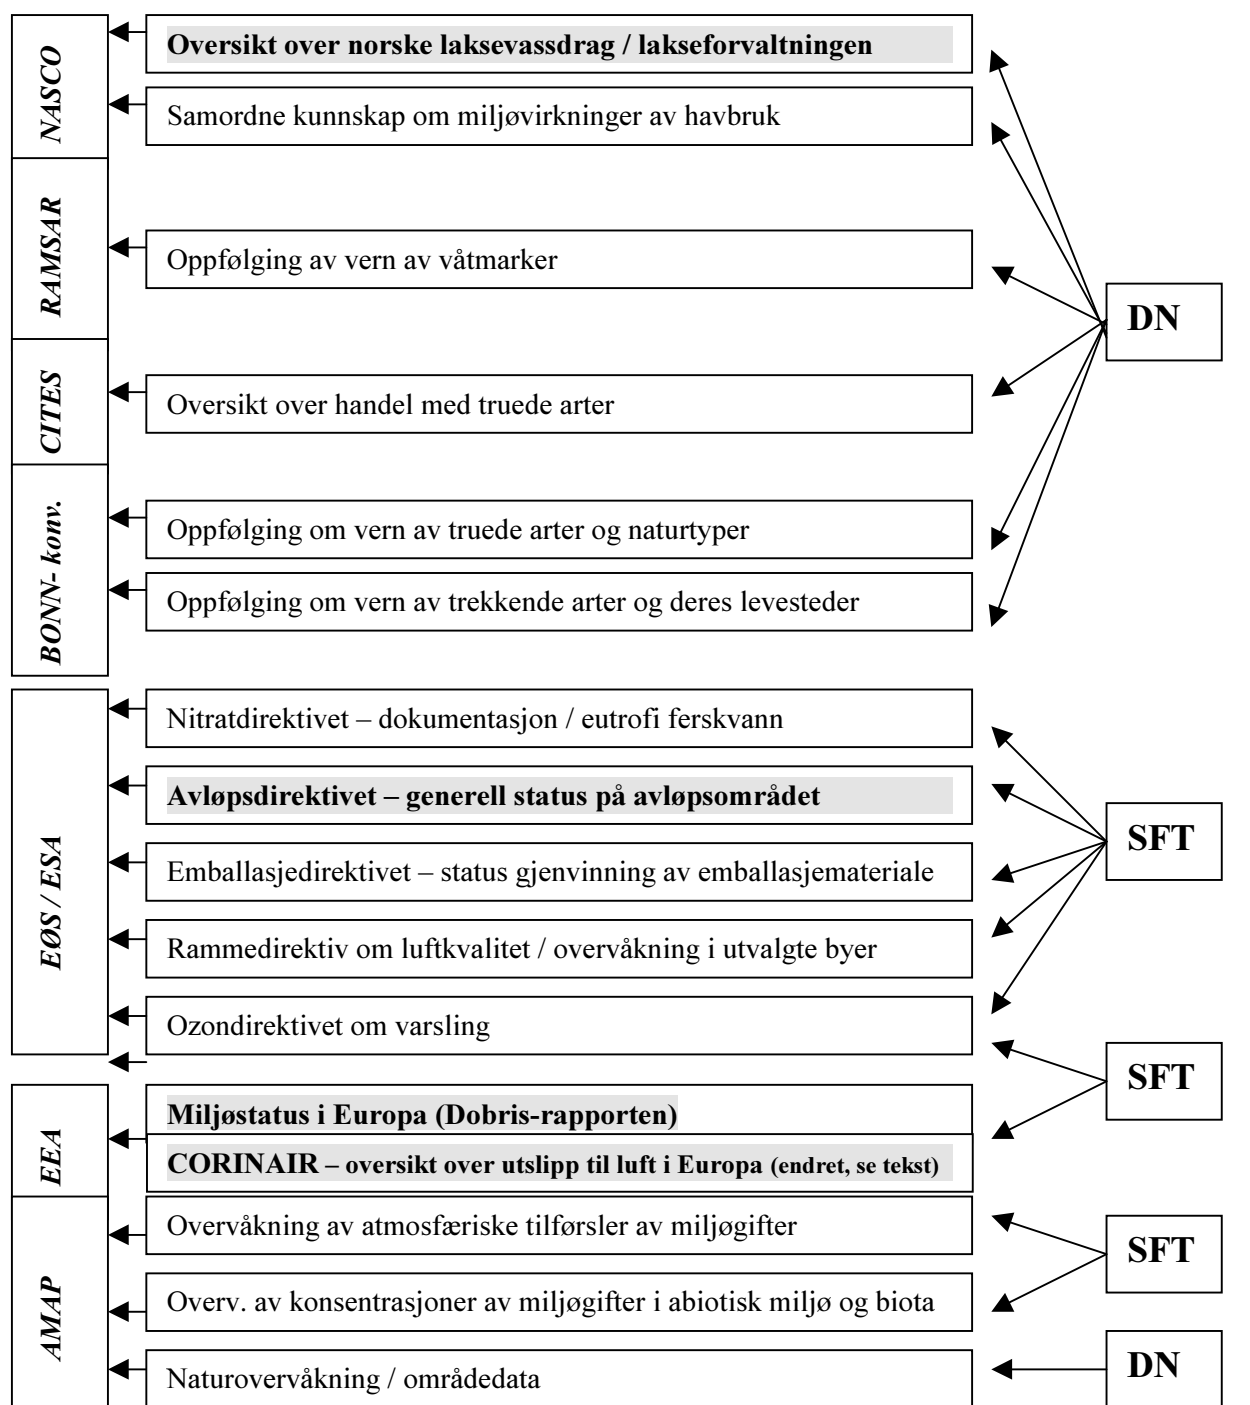 NASCO
Oversikt over norske laksevassdrag / lakseforvaltningen
Samordne kunnskap om miljøvirkninger av havbruk
RAMSAR
Oppfølging av vern av våtmarker
DN
CITES
Oversikt over handel med truede arter
BONN- konv.
Oppfølging om vern av truede arter og naturtyper
Oppfølging om vern av trekkende arter og deres levesteder
EØS / ESA
Nitratdirektivet – dokumentasjon / eutrofi ferskvann
Avløpsdirektivet – generell status på avløpsområdet
Emballasjedirektivet – status gjenvinning av emballasjemateriale
Rammedirektiv om luftkvalitet / overvåkning i utvalgte byer
Ozondirektivet om varsling
SFT
EEA
Miljøstatus i Europa (Dobris-rapporten)
CORINAIR – oversikt over utslipp til luft i Europa (endret, se tekst)
SFT
AMAP
Overvåkning av atmosfæriske tilførsler av miljøgifter
Overv. av konsentrasjoner av miljøgifter i abiotisk miljø og biota
SFT
Naturovervåkning / områdedata
DN